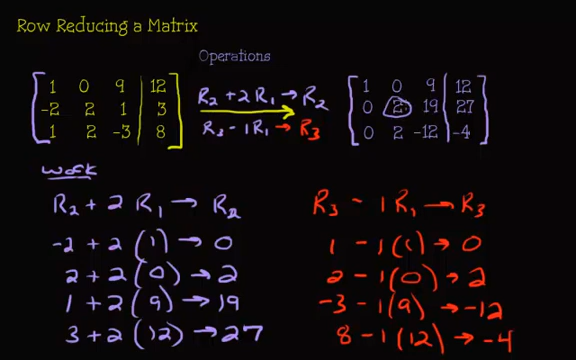 Row Reducing a Matrix
Operations
1 0 9 12
-2 2 1 3
1 2 -3 8
R2 + 2R1 → R2
R3 - 1R1 → R3
1 0 9 12
0 2 19 27
0 2 -12 -4
Work
R2 + 2 R1 → R2
-2 + 2 (1) → 0
2 + 2 (0) → 2
1 + 2 (9) → 19
3 + 2 (12) → 27
R3 - 1R1 → R3
1 - 1(1) → 0
2 - 1(0) → 2
-3 - 1(9) → -12
8 - 1(12) → -4